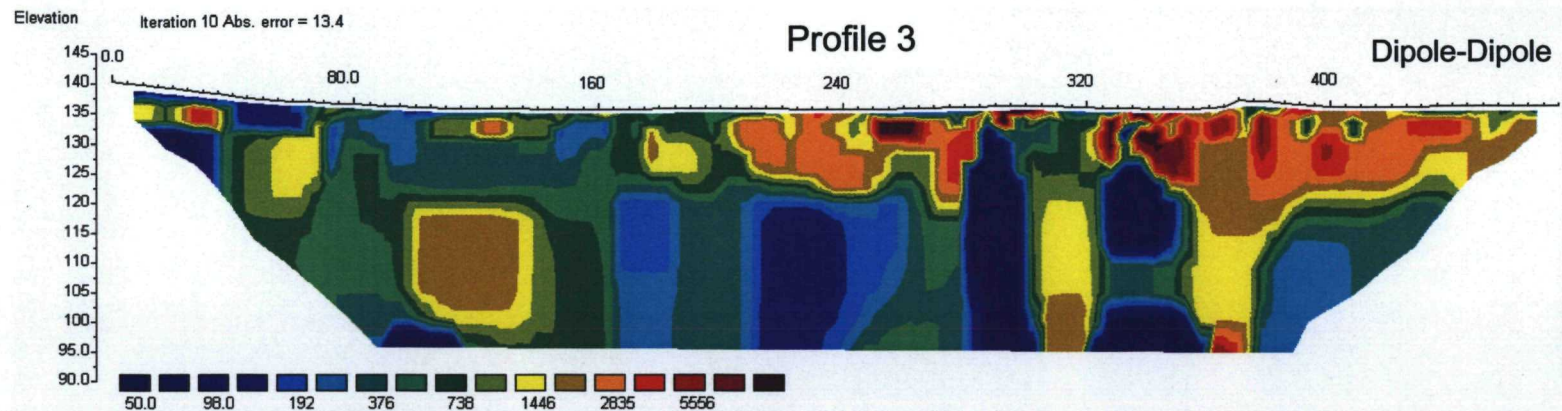 Elevation
Iteration 10 Abs. error = 13.4
Profile 3
Dipole-Dipole
0.0 80.0 160 240 320 400
145
140
135
130
125
120
115
110
105
100
95.0
90.0
50.0 98.0 192 376 738 1446 2835 5556